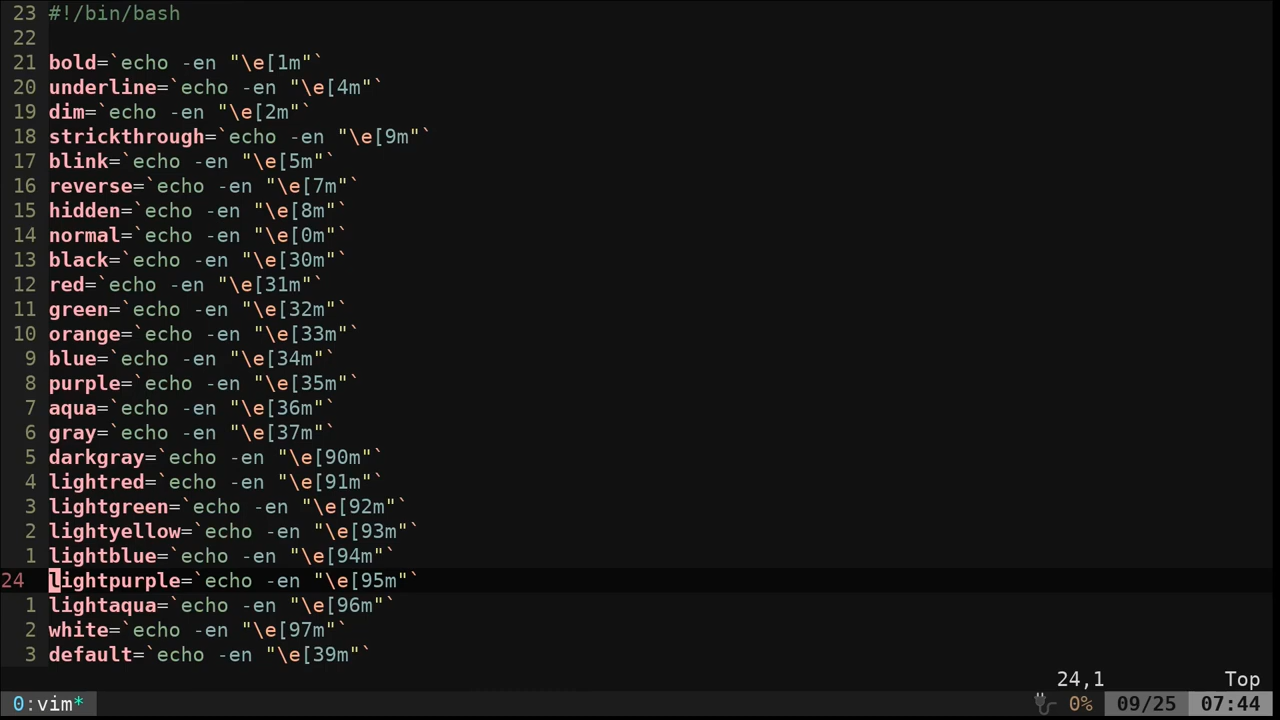 23 #!/bin/bash
22
21 bold=`echo -en "\e[1m"`
20 underline=`echo -en "\e[4m"`
19 dim=`echo -en "\e[2m"`
18 strickthrough=`echo -en "\e[9m"`
17 blink=`echo -en "\e[5m"`
16 reverse=`echo -en "\e[7m"`
15 hidden=`echo -en "\e[8m"`
14 normal=`echo -en "\e[0m"`
13 black=`echo -en "\e[30m"`
12 red=`echo -en "\e[31m"`
11 green=`echo -en "\e[32m"`
10 orange=`echo -en "\e[33m"`
9 blue=`echo -en "\e[34m"`
8 purple=`echo -en "\e[35m"`
7 aqua=`echo -en "\e[36m"`
6 gray=`echo -en "\e[37m"`
5 darkgray=`echo -en "\e[90m"`
4 lightred=`echo -en "\e[91m"`
3 lightgreen=`echo -en "\e[92m"`
2 lightyellow=`echo -en "\e[93m"`
1 lightblue=`echo -en "\e[94m"`
24 lightpurple=`echo -en "\e[95m"`
1 lightaqua=`echo -en "\e[96m"`
2 white=`echo -en "\e[97m"`
3 default=`echo -en "\e[39m"`
24,1 Top
0:vim* 0% 09/25 07:44